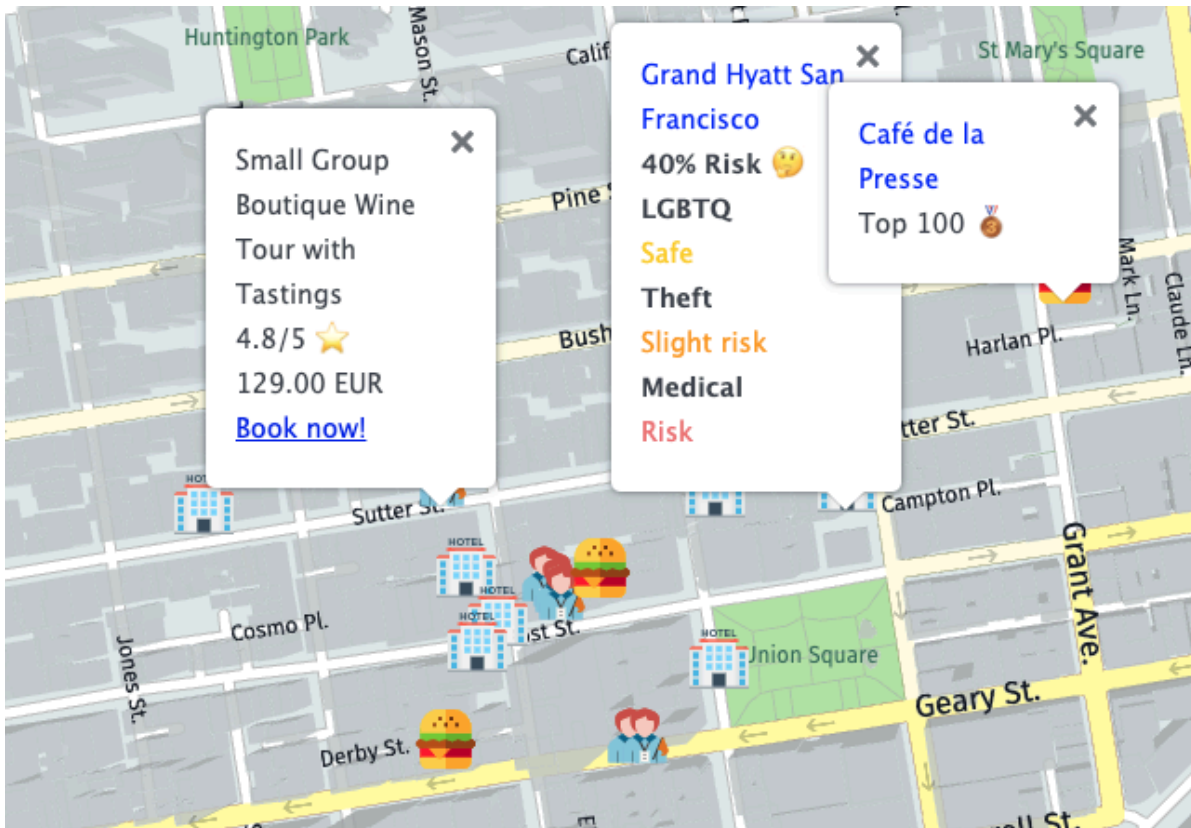 Huntington Park
Mason St.
Calif
St Mary's Square
Small Group
Boutique Wine
Tour with
Tastings
4.8/5 ⭐
129.00 EUR
Book now!
Grand Hyatt San
Francisco
40% Risk 🤔
LGBTQ
Safe
Theft
Slight risk
Medical
Risk
Café de la
Presse
Top 100 🥉
Pine S
Bush
Mark Ln.
Claude Ln.
Harlan Pl.
tter St.
Campton Pl.
HOT
Sutter St.
Grant Ave.
HOTEL
HOTEL
HOTEL
HOTEL
Cosmo Pl.
ost St.
Union Square
Jones St.
Geary St.
Derby St.